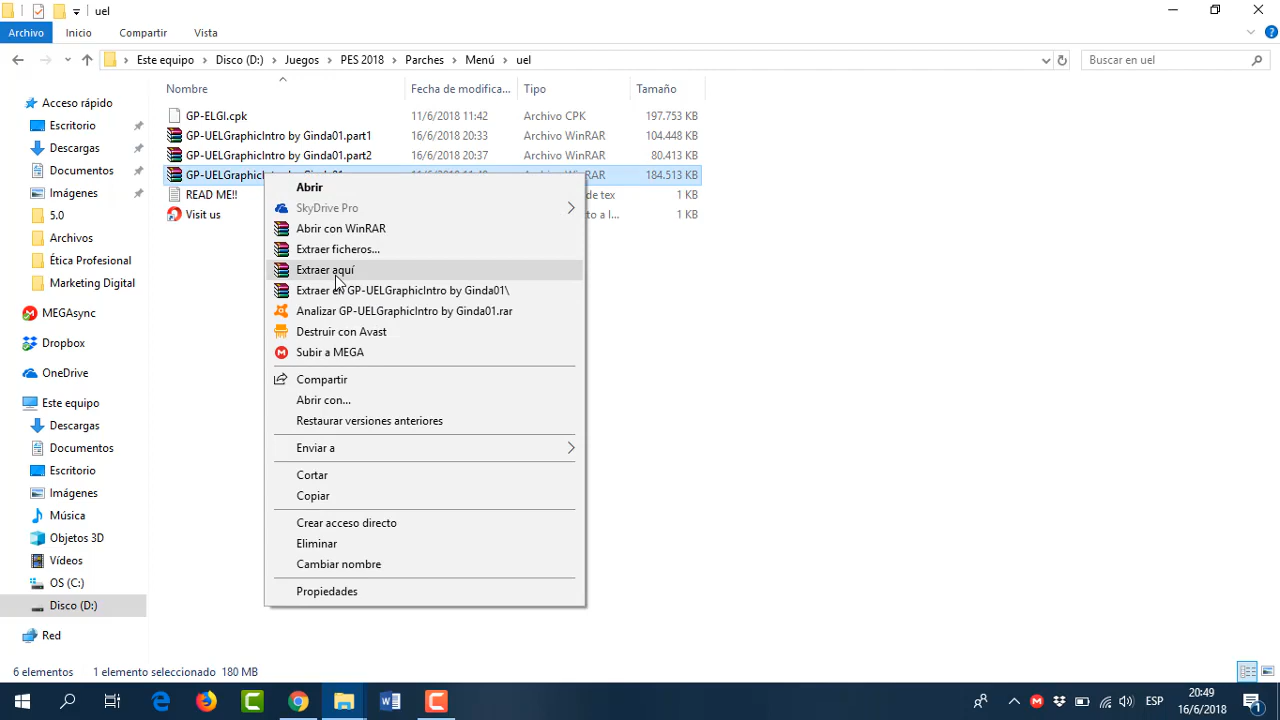 uel
Archivo Inicio Compartir Vista
Este equipo Disco (D:) Juegos PES 2018 Parches Menú uel
Buscar en uel
Nombre Fecha de modifica... Tipo Tamaño
GP-ELGI.cpk 11/6/2018 11:42 Archivo CPK 197.753 KB
GP-UELGraphicIntro by Ginda01.part1 16/6/2018 20:33 Archivo WinRAR 104.448 KB
GP-UELGraphicIntro by Ginda01.part2 16/6/2018 20:37 Archivo WinRAR 80.413 KB
184.513 KB
READ ME!! de tex 1 KB
Visit us to a l... 1 KB
Acceso rápido
Escritorio
Descargas
Documentos
Imágenes
5.0
Archivos
Ética Profesional
Marketing Digital
MEGAsync
Dropbox
OneDrive
Este equipo
Descargas
Documentos
Escritorio
Imágenes
Música
Objetos 3D
Vídeos
OS (C:)
Disco (D:)
Red
Abrir
SkyDrive Pro
Abrir con WinRAR
Extraer ficheros...
Extraer aquí
Extraer en GP-UELGraphicIntro by Ginda01\
Analizar GP-UELGraphicIntro by Ginda01.rar
Destruir con Avast
Subir a MEGA
Compartir
Abrir con...
Restaurar versiones anteriores
Enviar a
Cortar
Copiar
Crear acceso directo
Eliminar
Cambiar nombre
Propiedades
6 elementos 1 elemento seleccionado 180 MB
ESP
20:49
16/6/2018
1